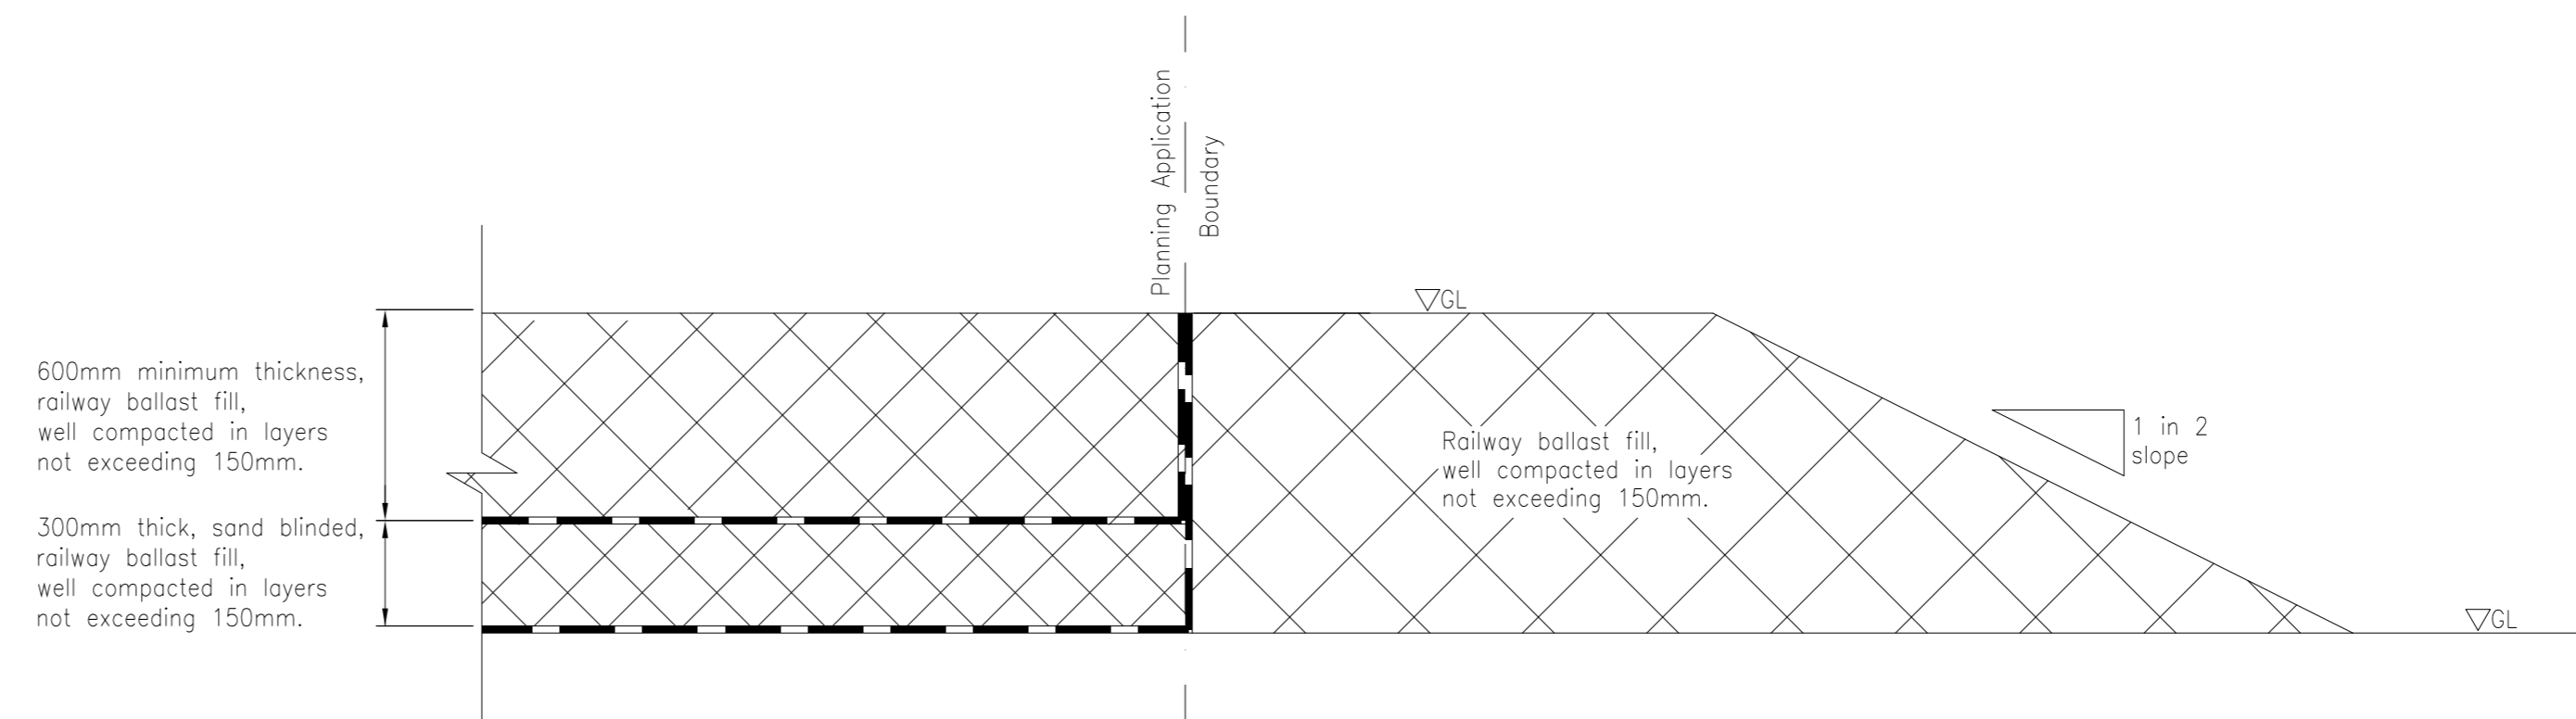 Planning Application
Boundary
GL
600mm minimum thickness,
railway ballast fill,
well compacted in layers
not exceeding 150mm.
300mm thick, sand blinded,
railway ballast fill,
well compacted in layers
not exceeding 150mm.
Railway ballast fill,
well compacted in layers
not exceeding 150mm.
1 in 2
slope
GL